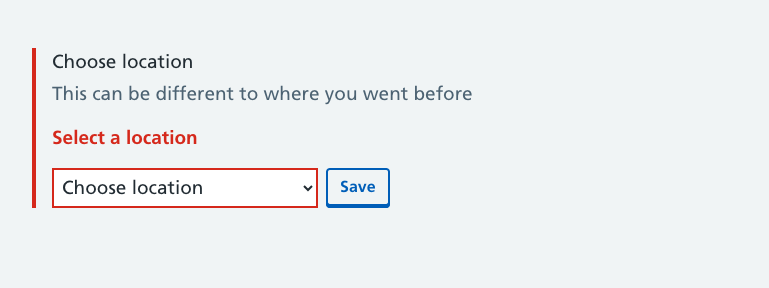 Choose location
This can be different to where you went before
Select a location
Choose location
Save